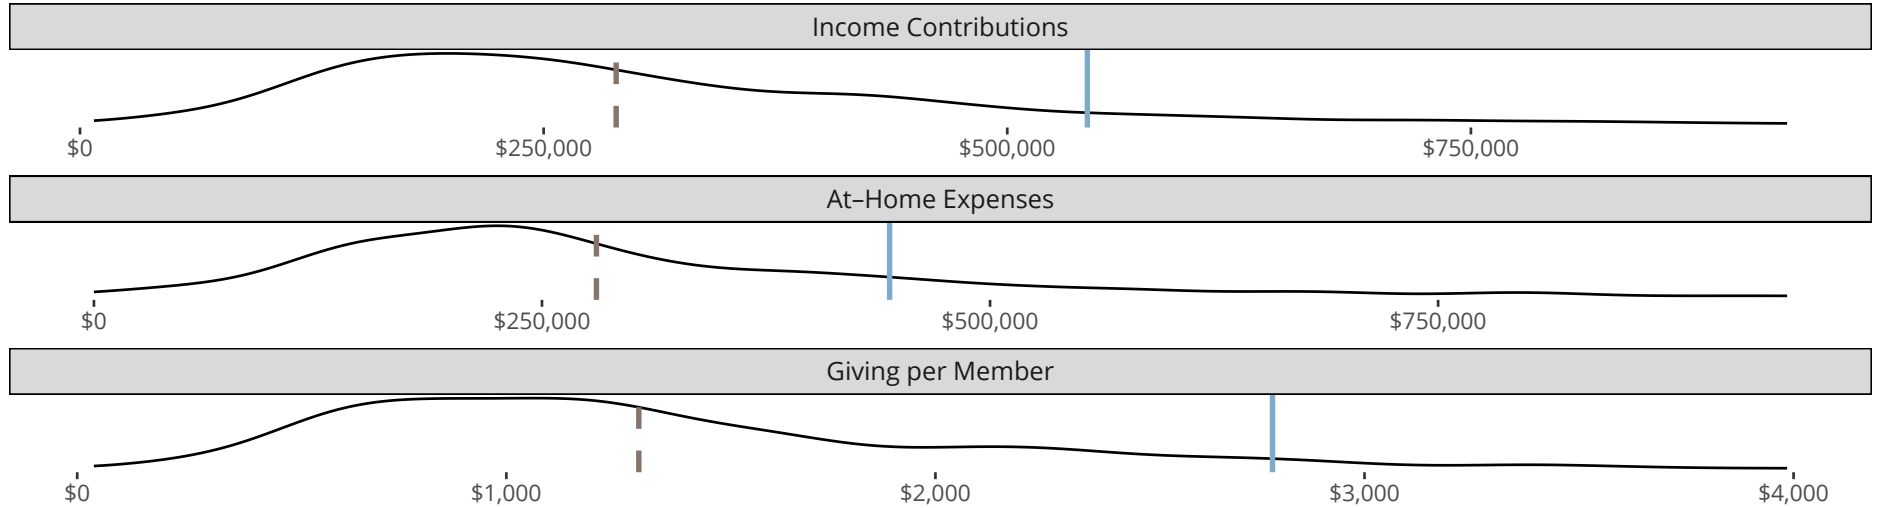 Income Contributions
$0 $250,000 $500,000 $750,000
At–Home Expenses
$0 $250,000 $500,000 $750,000
Giving per Member
$0 $1,000 $2,000 $3,000 $4,000